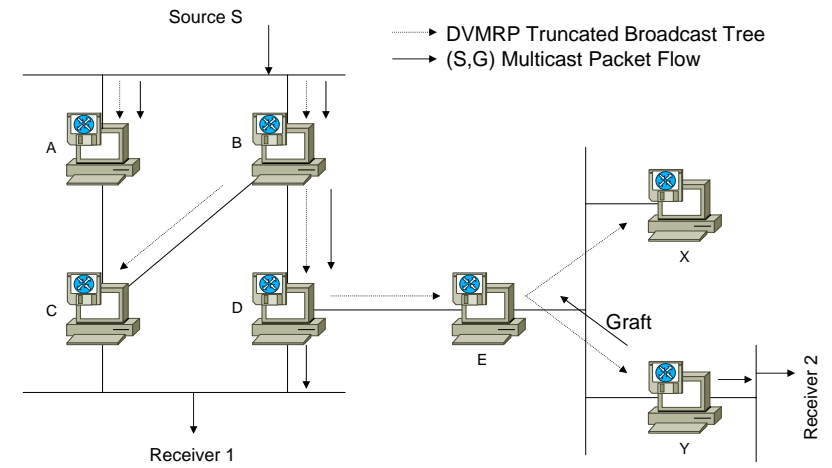 Source S
DVMRP Truncated Broadcast Tree
(S,G) Multicast Packet Flow
A
B
X
C
D
E
Graft
Y
Receiver 1
Receiver 2